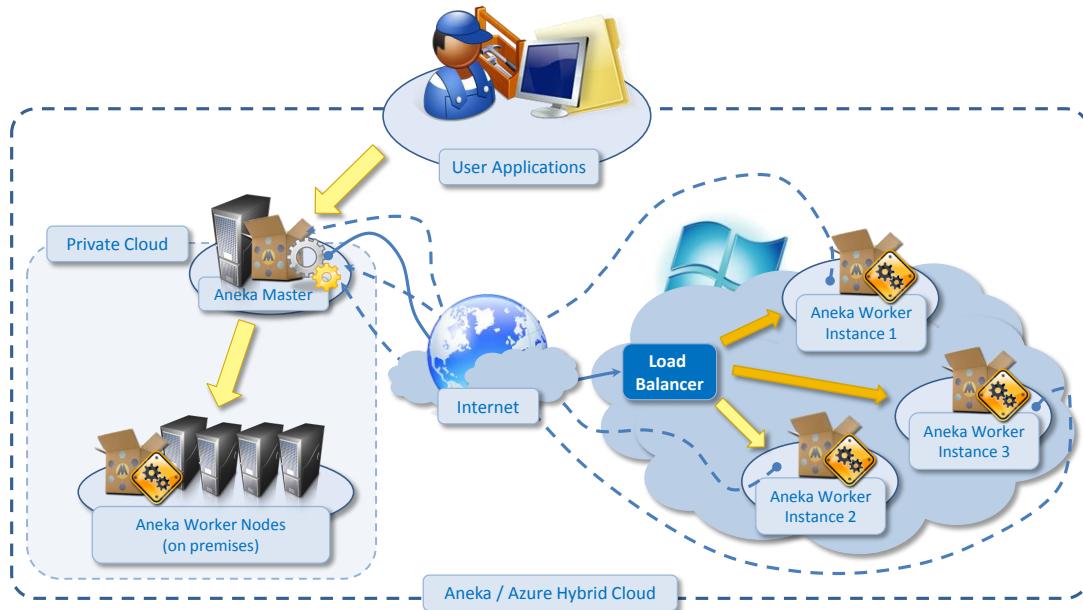 User Applications
Private Cloud
Aneka Master
Aneka Worker
Instance 1
Load
Balancer
Internet
Aneka Worker
Instance 3
Aneka Worker
Instance 2
Aneka Worker Nodes
(on premises)
Aneka / Azure Hybrid Cloud